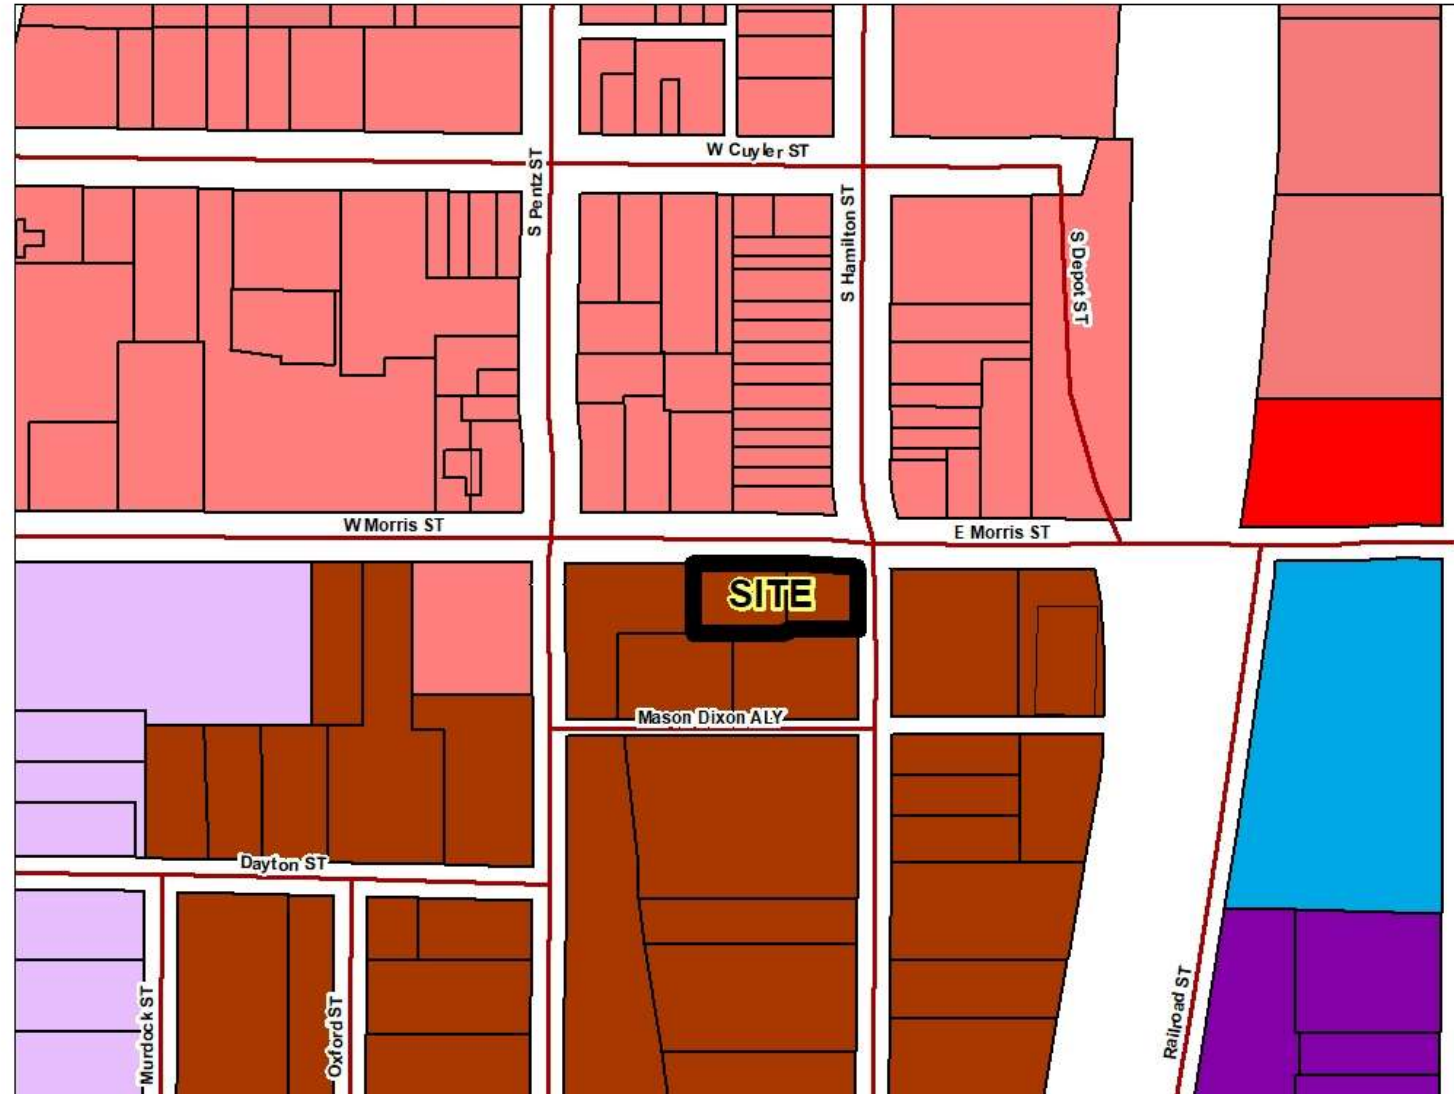 W Cuyler ST
S Pentz ST
S Hamilton ST
S Depot ST
W Morris ST
E Morris ST
SITE
Mason Dixon ALY
Dayton ST
Murdock ST
Oxford ST
Railroad ST